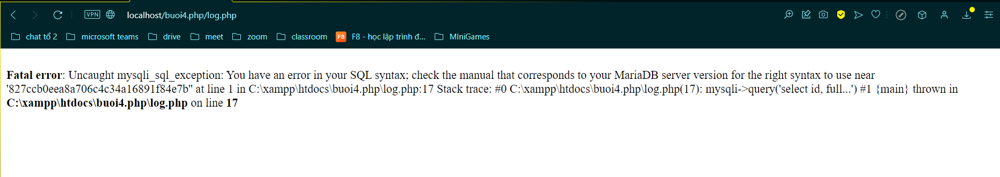 VPN localhost/buoi4.php/log.php
chat tổ 2 microsoft teams drive meet zoom classroom F8 F8 - học lập trình đ... MIniGames
Fatal error: Uncaught mysqli_sql_exception: You have an error in your SQL syntax; check the manual that corresponds to your MariaDB server version for the right syntax to use near
'827ccb0eea8a706c4c34a16891f84e7b'' at line 1 in C:\xampp\htdocs\buoi4.php\log.php:17 Stack trace: #0 C:\xampp\htdocs\buoi4.php\log.php(17): mysqli->query('select id, full...') #1 {main} thrown in
C:\xampp\htdocs\buoi4.php\log.php on line 17